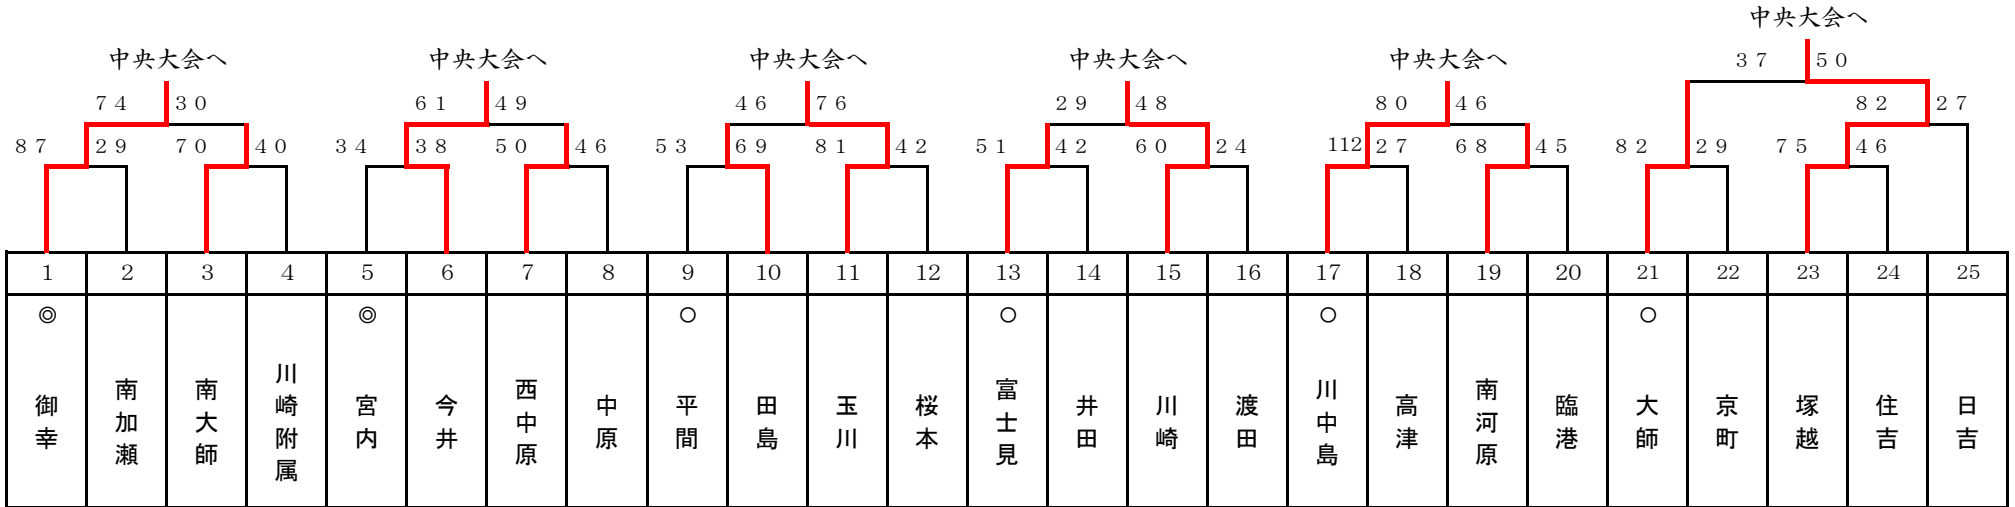 中央大会へ
中央大会へ 中央大会へ 中央大会へ 中央大会へ 中央大会へ
37 50
74 30 61 49 46 76 29 48 80 46 82 27
87 29 70 40 34 38 50 46 53 69 81 42 51 42 60 24 112 27 68 45 82 29 75 46
1 2 3 4 5 6 7 8 9 10 11 12 13 14 15 16 17 18 19 20 21 22 23 24 25
◎ ◎ ○ ○ ○ ○
御幸
南加瀬
南大師
川崎附属
宮内
今井
西中原
中原
平間
田島
玉川
桜本
富士見
井田
川崎
渡田
川中島
高津
南河原
臨港
大師
京町
塚越
住吉
日吉